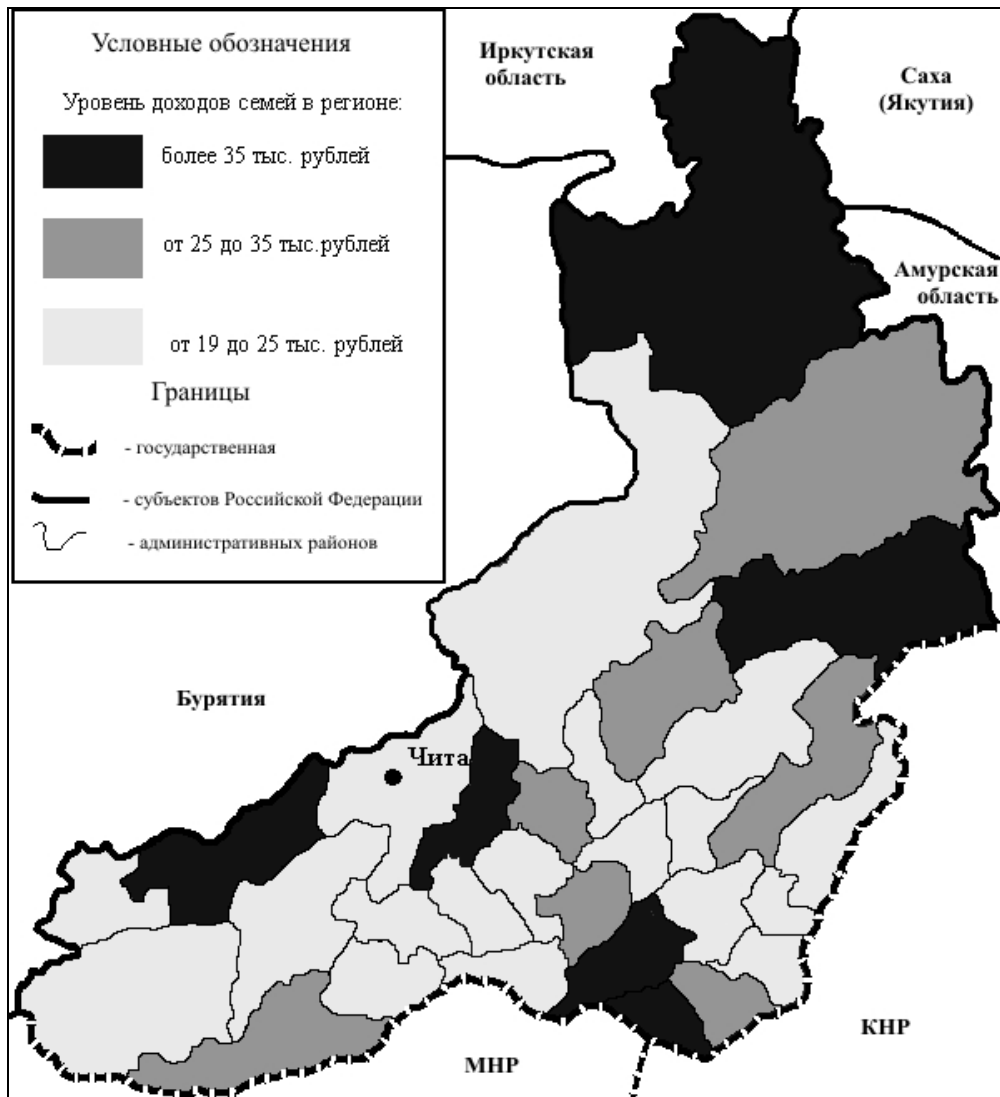 Условные обозначения
Уровень доходов семей в регионе:
более 35 тыс. рублей
от 25 до 35 тыс.рублей
от 19 до 25 тыс. рублей
Границы
- государственная
- субъектов Российской Федерации
- административных районов
Иркутская
область
Саха
(Якутия)
Амурская
область
Бурятия
Чита
КНР
МНР